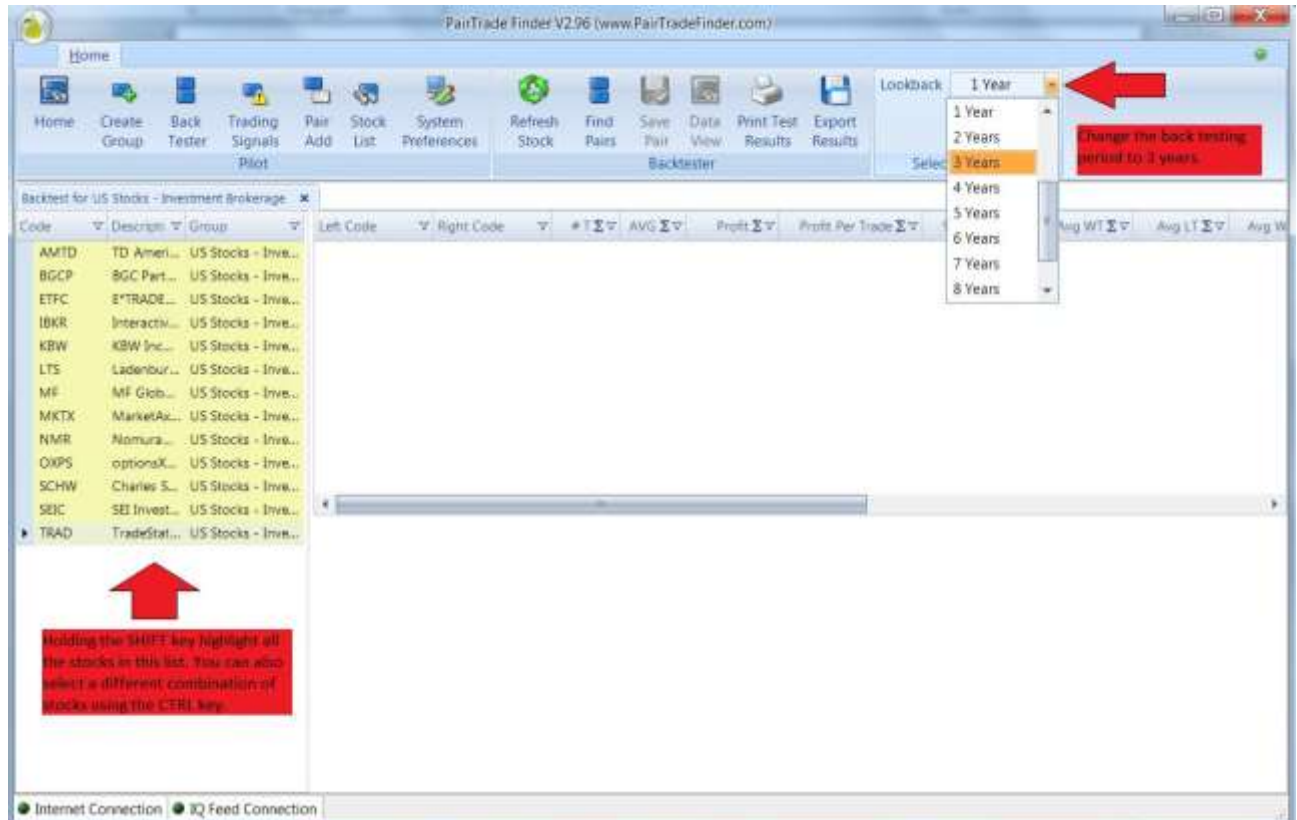 PairTrade Finder V2.96 (www.PairTradeFinder.com)
Home
Lookback 1 Year
Home Create Group Back Tester Trading Signals Pair Add Stock List System Preferences Refresh Stock Find Pairs Save Pair Data View Print Test Results Export Results
Pilot
Backtester
Selec
1 Year
2 Years
3 Years
4 Years
5 Years
6 Years
7 Years
8 Years
Change the back testing
period to 3 years.
Backtest for US Stocks - Investment Brokerage
Code Descripti Group Left Code Right Code # T Σ AVG Σ Profit Σ Profit Per Trade Σ Avg WT Σ Avg LT Σ Avg W
AMTD TD Ameri... US Stocks - Inve...
BGCP BGC Part... US Stocks - Inve...
ETFC E*TRADE... US Stocks - Inve...
IBKR Interactiv... US Stocks - Inve...
KBW KBW Inc... US Stocks - Inve...
LTS Ladenbur... US Stocks - Inve...
MF MF Glob... US Stocks - Inve...
MKTX MarketAx... US Stocks - Inve...
NMR Nomura... US Stocks - Inve...
OXPS optionsX... US Stocks - Inve...
SCHW Charles S... US Stocks - Inve...
SEIC SEI Invest... US Stocks - Inve...
TRAD TradeStat... US Stocks - Inve...
Holding the SHIFT key highlight all
the stocks in this list. You can also
select a different combination of
stocks using the CTRL key.
Internet Connection IQ Feed Connection